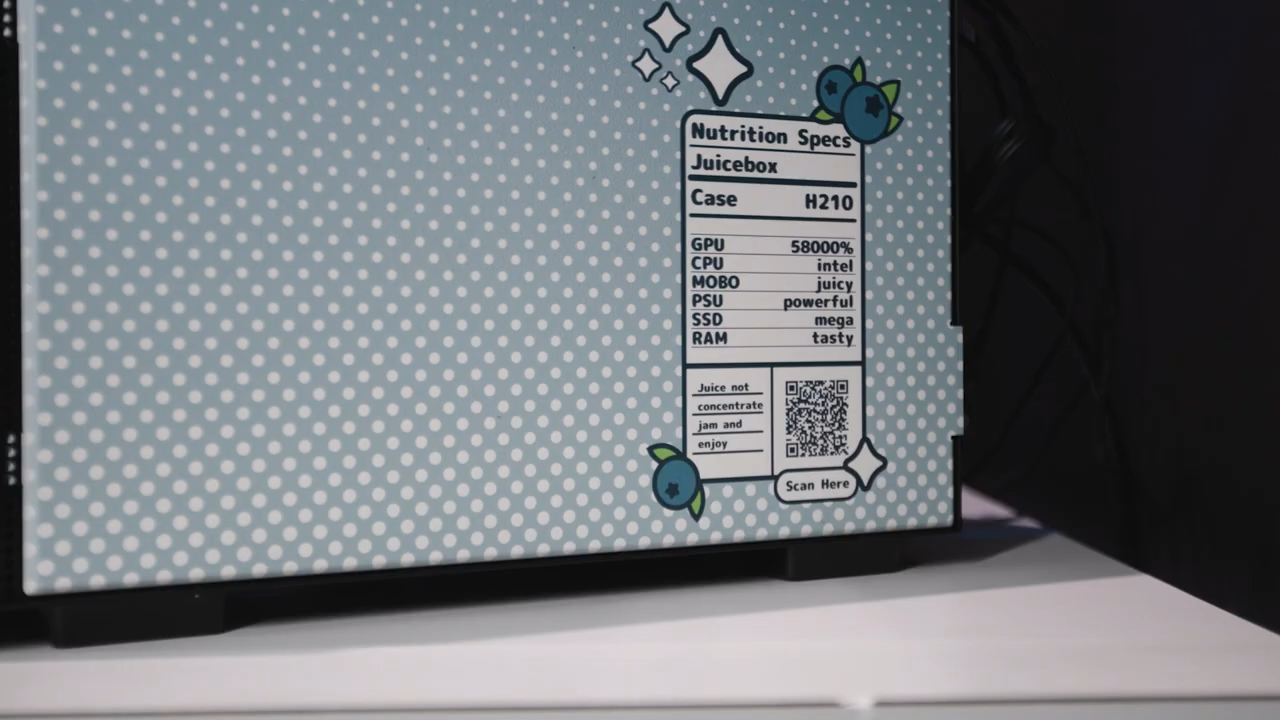 Nutrition Specs
Juicebox
Case H210
GPU 58000%
CPU intel
MOBO juicy
PSU powerful
SSD mega
RAM tasty
Juice not
concentrate
jam and
enjoy
Scan Here